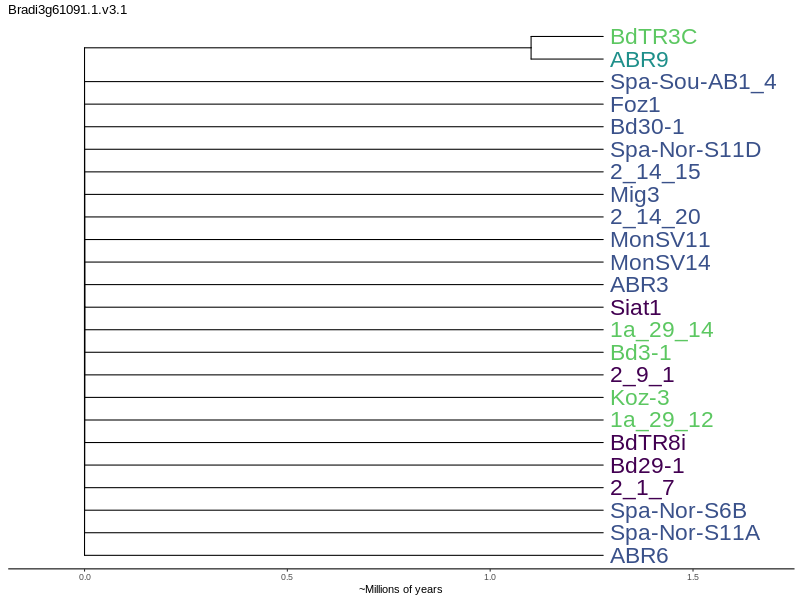 Bradi3g61091.1.v3.1
BdTR3C
ABR9
Spa-Sou-AB1_4
Foz1
Bd30-1
Spa-Nor-S11D
2_14_15
Mig3
2_14_20
MonSV11
MonSV14
ABR3
Siat1
1a_29_14
Bd3-1
2_9_1
Koz-3
1a_29_12
BdTR8i
Bd29-1
2_1_7
Spa-Nor-S6B
Spa-Nor-S11A
ABR6
0.0 0.5 1.0 1.5
~Millions of years